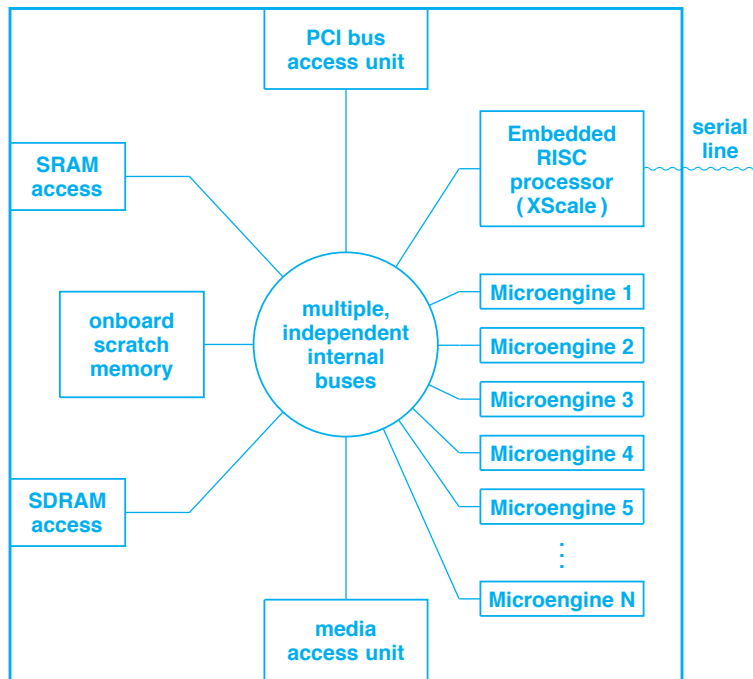 PCI bus
access unit
Embedded
RISC
processor
( XScale )
serial
line
SRAM
access
multiple,
independent
internal
buses
onboard
scratch
memory
Microengine 1
Microengine 2
Microengine 3
Microengine 4
Microengine 5
Microengine N
SDRAM
access
media
access unit